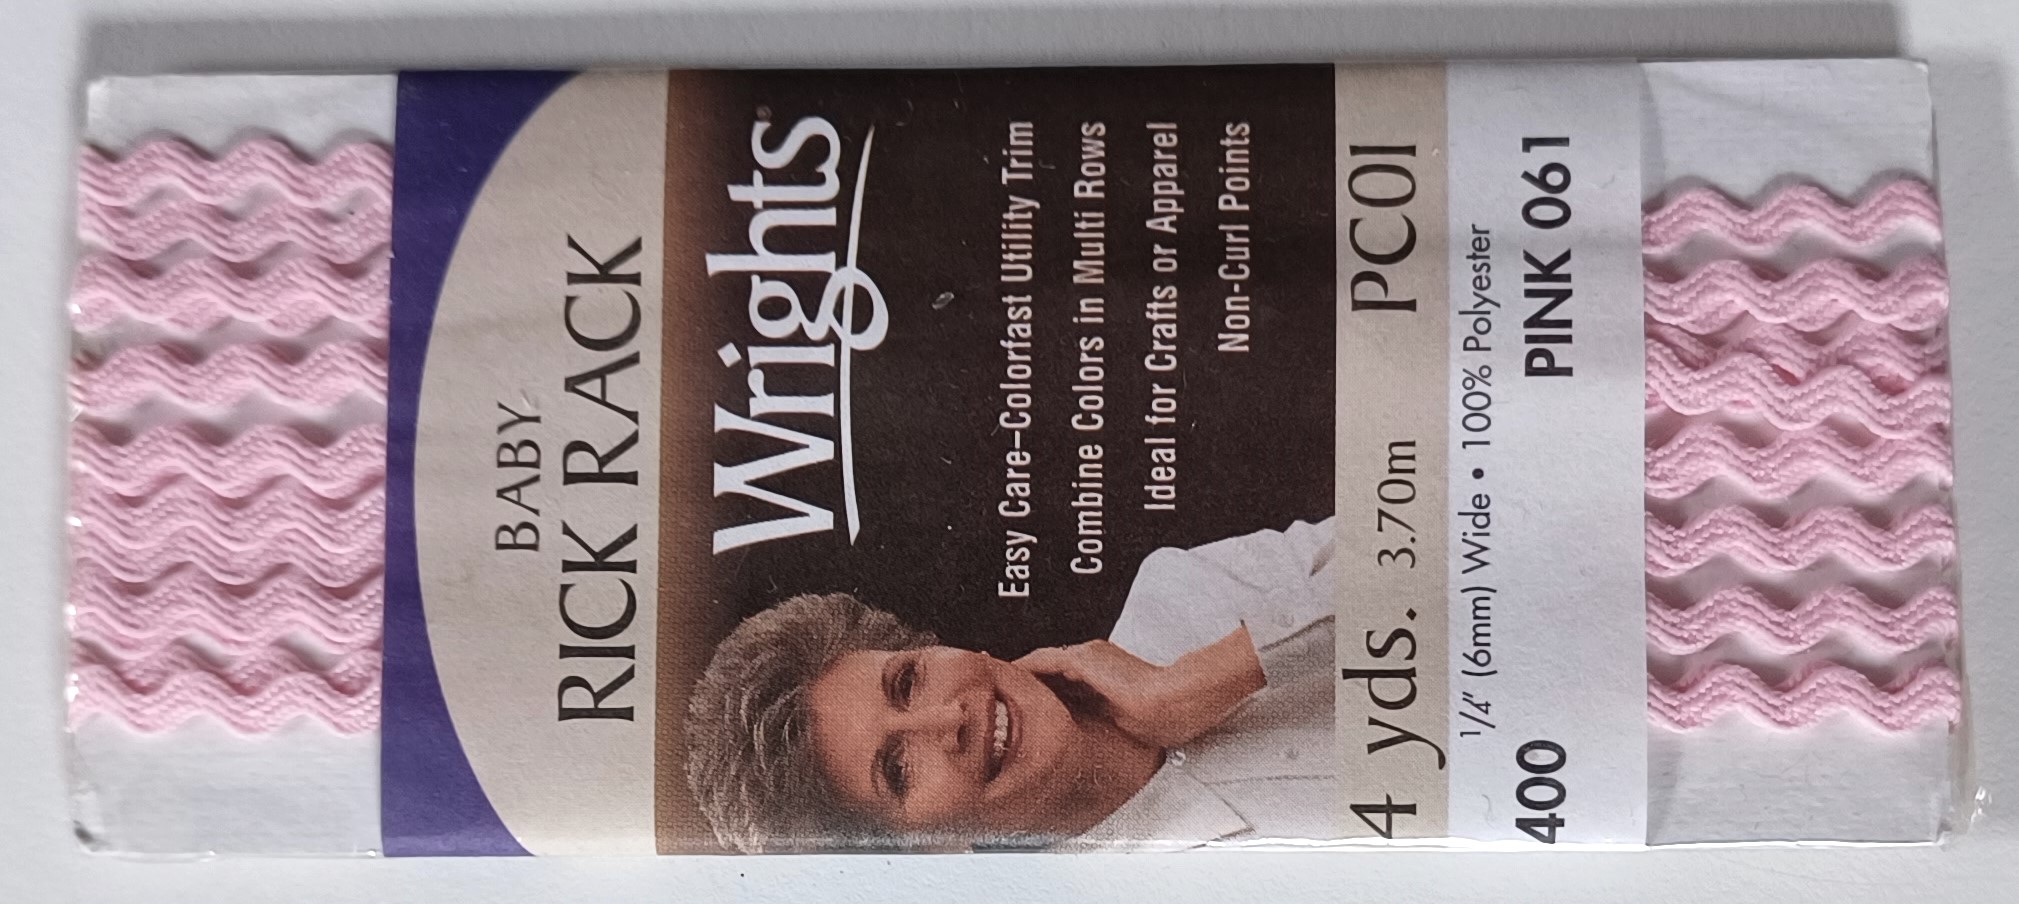 BABY
RICK RACK
Wrights®
Easy Care–Colorfast Utility Trim
Combine Colors in Multi Rows
Ideal for Crafts or Apparel
Non-Curl Points
4 yds. 3.70m PC01
1/4" (6mm) Wide • 100% Polyester
400 PINK 061